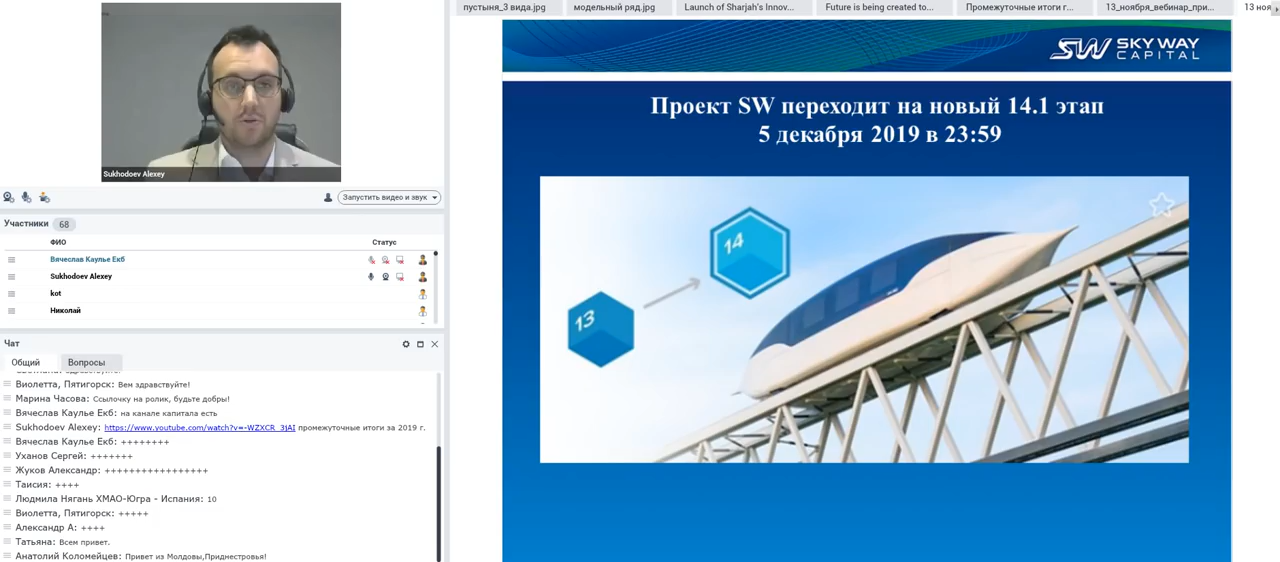 пустыня_3 вида.jpg
модельный ряд.jpg
Launch of Sharjah's Innov...
Future is being created to...
Промежуточные итоги г...
13_ноября_вебинар_при...
13 ноя
Sukhodoev Alexey
Запустить видео и звук
Участники 68
ФИО Статус
Вячеслав Каулье Екб
Sukhodoev Alexey
kot
Николай
Чат
Общий Вопросы
Виолетта, Пятигорск: Вем здравствуйте!
Марина Часова: Ссылочку на ролик, будьте добры!
Вячеслав Каулье Екб: на канале капитала есть
Sukhodoev Alexey: https://www.youtube.com/watch?v=-WZXCR_3jAI промежуточные итоги за 2019 г.
Вячеслав Каулье Екб: ++++++++
Уханов Сергей: +++++++
Жуков Александр: +++++++++++++++++
Таисия: ++++
Людмила Нягань ХМАО-Югра - Испания: 10
Виолетта, Пятигорск: +++++
Александр А: ++++
Татьяна: Всем привет.
Анатолий Коломейцев: Привет из Молдовы,Приднестровья!
SW SKY WAY
CAPITAL
Проект SW переходит на новый 14.1 этап
5 декабря 2019 в 23:59
14
13